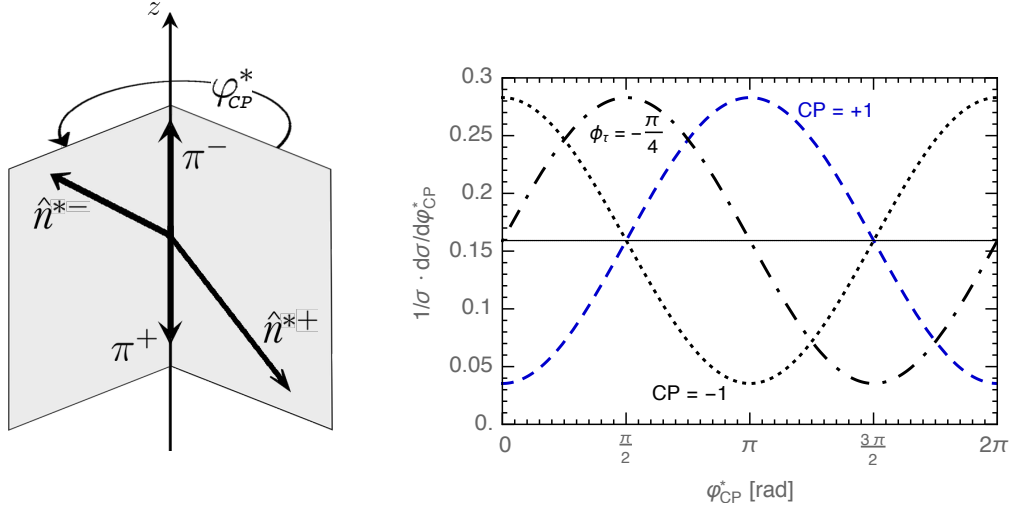 z
φ*CP
π−
n̂*−
n̂*+
π+
0.3
0.25
0.2
0.15
0.1
0.05
0.
1/σ · dσ/dφ*CP
CP = +1
ϕτ = −π/4
CP = −1
0 π/2 π 3π/2 2π
φ*CP [rad]